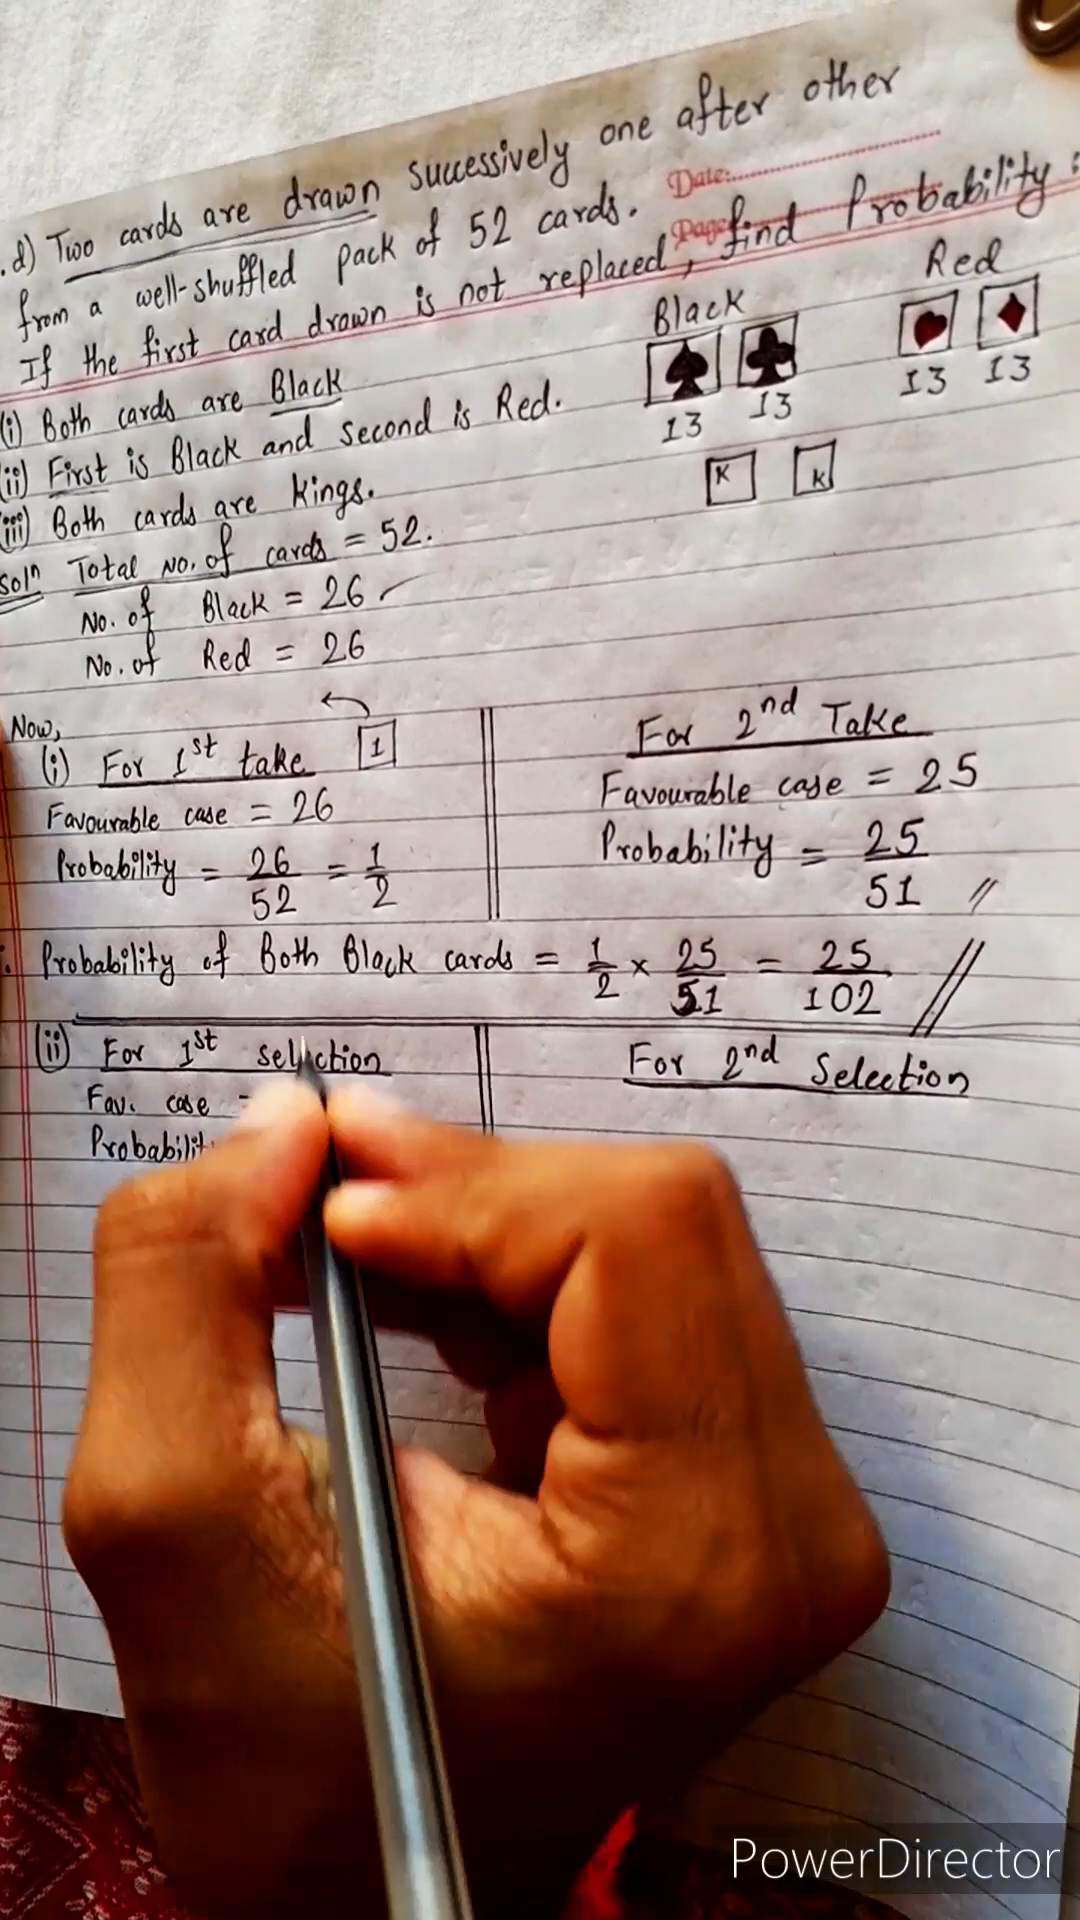 .d) Two cards are drawn successively one after other
Date:
from a well-shuffled pack of 52 cards.
Page
If the first card drawn is not replaced, find Probability :
Black
Red
13 13
13 13
K K
(i) Both cards are Black
(ii) First is Black and second is Red.
(iii) Both cards are kings.
Soln Total No. of cards = 52.
No. of Black = 26
No. of Red = 26
Now,
(i) For 1st take
1
Favourable case = 26
Probability = 26/52 = 1/2
For 2nd Take
Favourable case = 25
Probability = 25/51 //
Probability of Both Black cards = 1/2 × 25/51 = 25/102 //
(ii) For 1st selection
Fav. case =
For 2nd Selection
PowerDirector